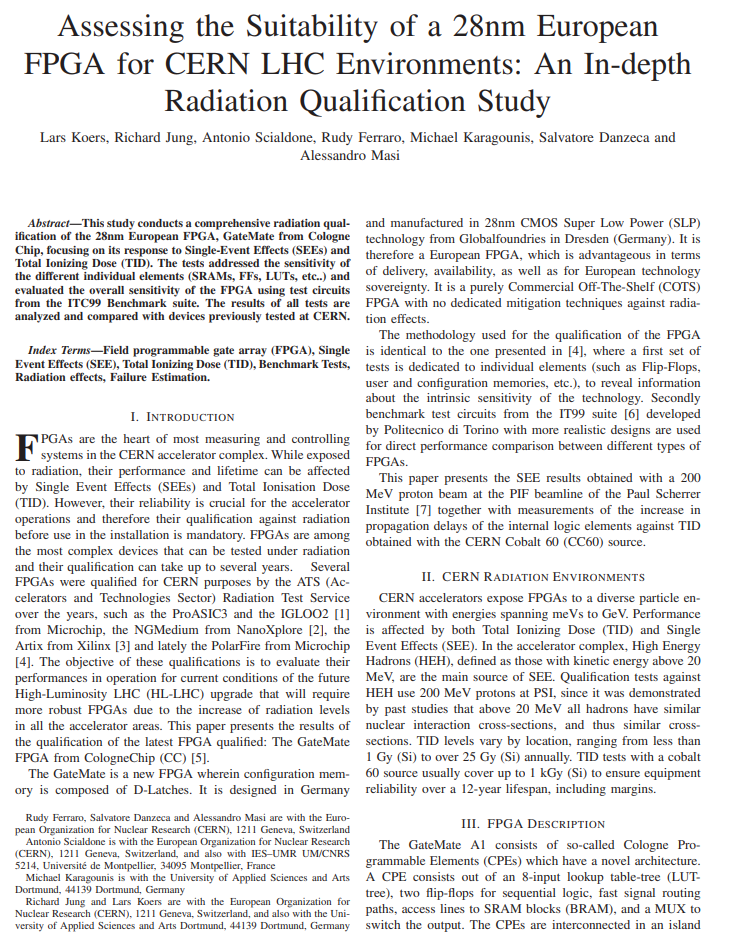 Assessing the Suitability of a 28nm European
FPGA for CERN LHC Environments: An In-depth
Radiation Qualification Study
Lars Koers, Richard Jung, Antonio Scialdone, Rudy Ferraro, Michael Karagounis, Salvatore Danzeca and
Alessandro Masi
Abstract—This study conducts a comprehensive radiation qual-
ification of the 28nm European FPGA, GateMate from Cologne
Chip, focusing on its response to Single-Event Effects (SEEs) and
Total Ionizing Dose (TID). The tests addressed the sensitivity of
the different individual elements (SRAMs, FFs, LUTs, etc..) and
evaluated the overall sensitivity of the FPGA using test circuits
from the ITC99 Benchmark suite. The results of all tests are
analyzed and compared with devices previously tested at CERN.
Index Terms—Field programmable gate array (FPGA), Single
Event Effects (SEE), Total Ionizing Dose (TID), Benchmark Tests,
Radiation effects, Failure Estimation.
I. INTRODUCTION
FPGAs are the heart of most measuring and controlling
systems in the CERN accelerator complex. While exposed
to radiation, their performance and lifetime can be affected
by Single Event Effects (SEEs) and Total Ionisation Dose
(TID). However, their reliability is crucial for the accelerator
operations and therefore their qualification against radiation
before use in the installation is mandatory. FPGAs are among
the most complex devices that can be tested under radiation
and their qualification can take up to several years. Several
FPGAs were qualified for CERN purposes by the ATS (Ac-
celerators and Technologies Sector) Radiation Test Service
over the years, such as the ProASIC3 and the IGLOO2 [1]
from Microchip, the NGMedium from NanoXplore [2], the
Artix from Xilinx [3] and lately the PolarFire from Microchip
[4]. The objective of these qualifications is to evaluate their
performances in operation for current conditions of the future
High-Luminosity LHC (HL-LHC) upgrade that will require
more robust FPGAs due to the increase of radiation levels
in all the accelerator areas. This paper presents the results of
the qualification of the latest FPGA qualified: The GateMate
FPGA from CologneChip (CC) [5].
The GateMate is a new FPGA wherein configuration mem-
ory is composed of D-Latches. It is designed in Germany
Rudy Ferraro, Salvatore Danzeca and Alessandro Masi are with the Euro-
pean Organization for Nuclear Research (CERN), 1211 Geneva, Switzerland
Antonio Scialdone is with the European Organization for Nuclear Research
(CERN), 1211 Geneva, Switzerland, and also with IES–UMR UM/CNRS
5214, Université de Montpellier, 34095 Montpellier, France
Michael Karagounis is with the University of Applied Sciences and Arts
Dortmund, 44139 Dortmund, Germany
Richard Jung and Lars Koers are with the European Organization for
Nuclear Research (CERN), 1211 Geneva, Switzerland, and also with the Uni-
versity of Applied Sciences and Arts Dortmund, 44139 Dortmund, Germany
and manufactured in 28nm CMOS Super Low Power (SLP)
technology from Globalfoundries in Dresden (Germany). It is
therefore a European FPGA, which is advantageous in terms
of delivery, availability, as well as for European technology
sovereignty. It is purely Commercial Off-The-Shelf (COTS)
FPGA with no dedicated mitigation techniques against radia-
tion effects.
The methodology used for the qualification of the FPGA
is identical to the one presented in [4], where a first set of
tests is dedicated to individual elements (such as Flip-Flops,
user and configuration memories, etc.), to reveal information
about the intrinsic sensitivity of the technology. Secondly
benchmark test circuits from the IT99 suite [6] developed
by Politecnico di Torino with more realistic designs are used
for direct performance comparison between different types of
FPGAs.
This paper presents the SEE results obtained with a 200
MeV proton beam at the PIF beamline of the Paul Scherrer
Institute [7] together with measurements of the increase in
propagation delays of the internal logic elements against TID
obtained with the CERN Cobalt 60 (CC60) source.
II. CERN RADIATION ENVIRONMENTS
CERN accelerators expose FPGAs to a diverse particle en-
vironment with energies spanning meVs to GeV. Performance
is affected by both Total Ionizing Dose (TID) and Single
Event Effects (SEE). In the accelerator complex, High Energy
Hadrons (HEH), defined as those with kinetic energy above 20
MeV, are the main source of SEE. Qualification tests against
HEH use 200 MeV protons at PSI, since it was demonstrated
by past studies that above 20 MeV all hadrons have similar
nuclear interaction cross-sections, and thus similar cross-
sections. TID levels vary by location, ranging from less than
1 Gy (Si) to over 25 Gy (Si) annually. TID tests with a cobalt
60 source usually cover up to 1 kGy (Si) to ensure equipment
reliability over a 12-year lifespan, including margins.
III. FPGA DESCRIPTION
The GateMate A1 consists of so-called Cologne Pro-
grammable Elements (CPEs) which have a novel architecture.
A CPE consists out of an 8-input lookup table-tree (LUT-
tree), two flip-flops for sequential logic, fast signal routing
paths, access lines to SRAM blocks (BRAM), and a MUX to
switch the output. The CPEs are interconnected in an island